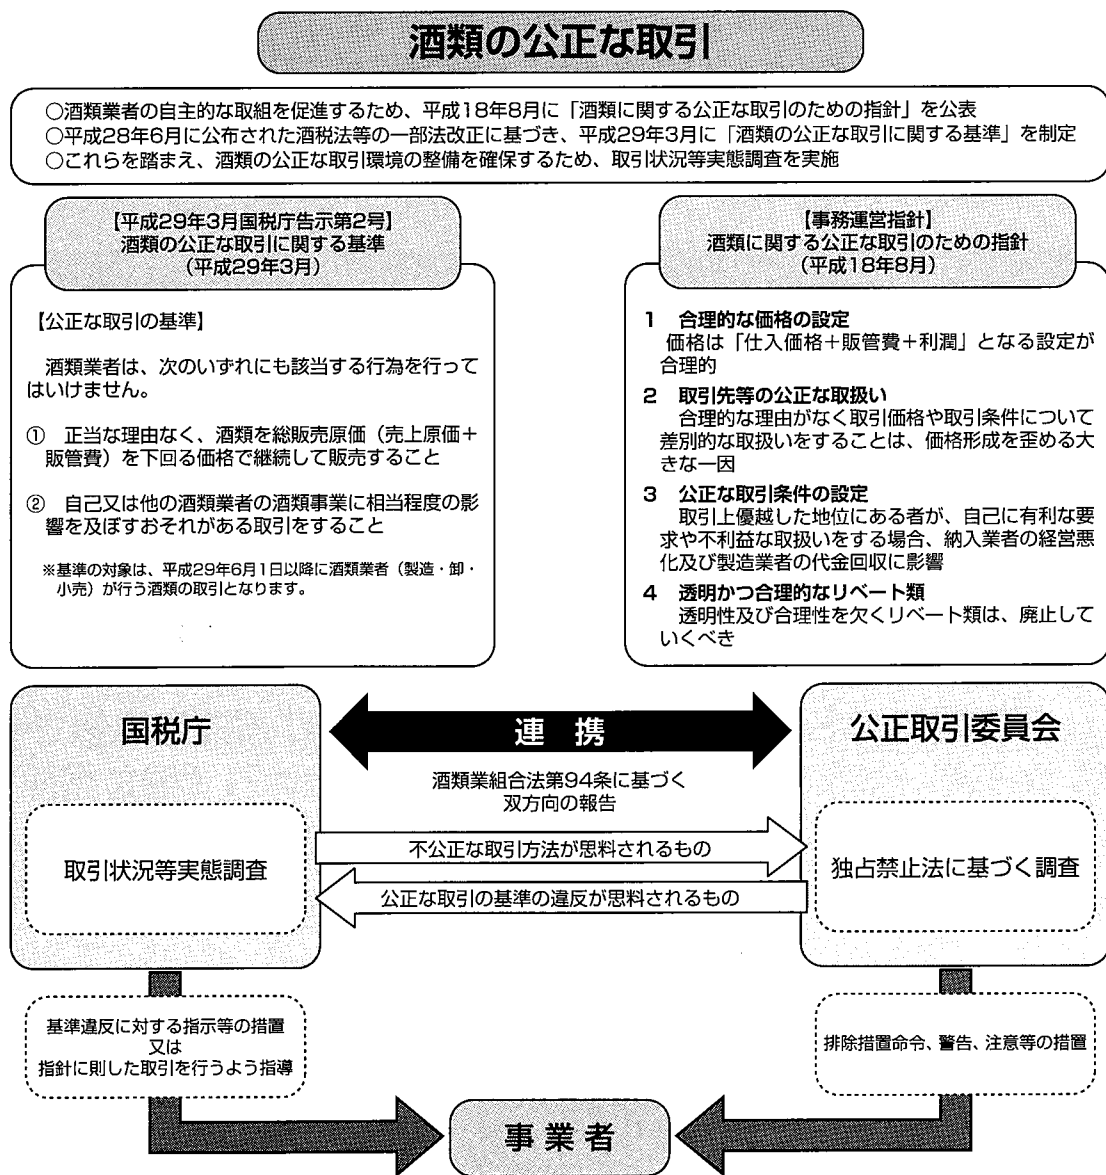 酒類の公正な取引
○酒類業者の自主的な取組を促進するため、平成18年8月に「酒類に関する公正な取引のための指針」を公表
○平成28年6月に公布された酒税法等の一部法改正に基づき、平成29年3月に「酒類の公正な取引に関する基準」を制定
○これらを踏まえ、酒類の公正な取引環境の整備を確保するため、取引状況等実態調査を実施
【平成29年3月国税庁告示第2号】
酒類の公正な取引に関する基準
（平成29年3月）
【公正な取引の基準】
酒類業者は、次のいずれにも該当する行為を行って
はいけません。
① 正当な理由なく、酒類を総販売原価（売上原価＋
販管費）を下回る価格で継続して販売すること
② 自己又は他の酒類業者の酒類事業に相当程度の影
響を及ぼすおそれがある取引をすること
※基準の対象は、平成29年6月1日以降に酒類業者（製造・卸・
小売）が行う酒類の取引となります。
【事務運営指針】
酒類に関する公正な取引のための指針
（平成18年8月）
1 合理的な価格の設定
価格は「仕入価格＋販管費＋利潤」となる設定が
合理的
2 取引先等の公正な取扱い
合理的な理由がなく取引価格や取引条件について
差別的な取扱いをすることは、価格形成を歪める大
きな一因
3 公正な取引条件の設定
取引上優越した地位にある者が、自己に有利な要
求や不利益な取扱いをする場合、納入業者の経営悪
化及び製造業者の代金回収に影響
4 透明かつ合理的なリベート類
透明性及び合理性を欠くリベート類は、廃止して
いくべき
国税庁
連携
公正取引委員会
酒類業組合法第94条に基づく
双方向の報告
取引状況等実態調査
不公正な取引方法が思料されるもの
公正な取引の基準の違反が思料されるもの
独占禁止法に基づく調査
基準違反に対する指示等の措置
又は
指針に則した取引を行うよう指導
排除措置命令、警告、注意等の措置
事業者